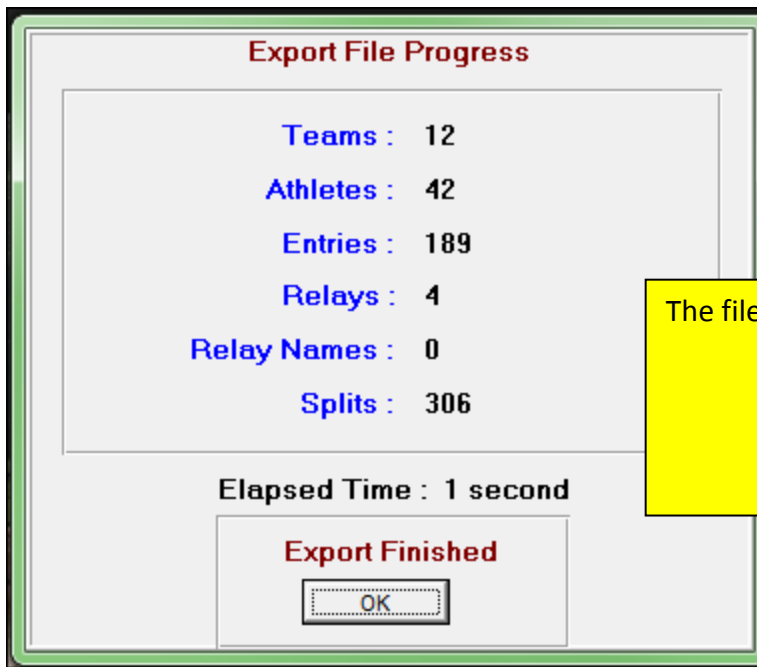 Export File Progress
Teams : 12
Athletes : 42
Entries : 189
Relays : 4
The file
Relay Names : 0
Splits : 306
Elapsed Time : 1 second
Export Finished
OK